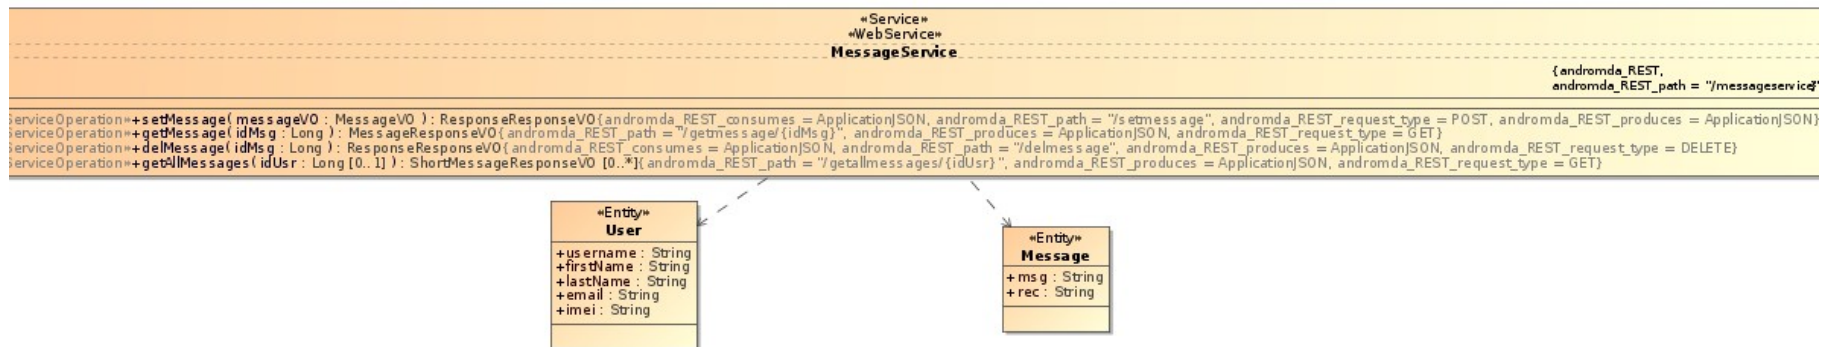 «Service»
«WebService»
MessageService
{andromda_REST,
andromda_REST_path = "/messageservice"
ServiceOperation»+setMessage( messageVO : MessageVO ) : ResponseResponseVO{andromda_REST_consumes = ApplicationJSON, andromda_REST_path = "/setmessage", andromda_REST_request_type = POST, andromda_REST_produces = ApplicationJSON}
ServiceOperation»+getMessage( idMsg : Long ) : MessageResponseVO{andromda_REST_path = "/getmessage/{idMsg}", andromda_REST_produces = ApplicationJSON, andromda_REST_request_type = GET}
ServiceOperation»+delMessage( idMsg : Long ) : ResponseResponseVO{andromda_REST_consumes = ApplicationJSON, andromda_REST_path = "/delmessage", andromda_REST_produces = ApplicationJSON, andromda_REST_request_type = DELETE}
ServiceOperation»+getAllMessages( idUsr : Long [0..1] ) : ShortMessageResponseVO [0..*]{andromda_REST_path = "/getallmessages/{idUsr}", andromda_REST_produces = ApplicationJSON, andromda_REST_request_type = GET}
«Entity»
User
+username : String
+firstName : String
+lastName : String
+email : String
+imei : String
«Entity»
Message
+msg : String
+rec : String